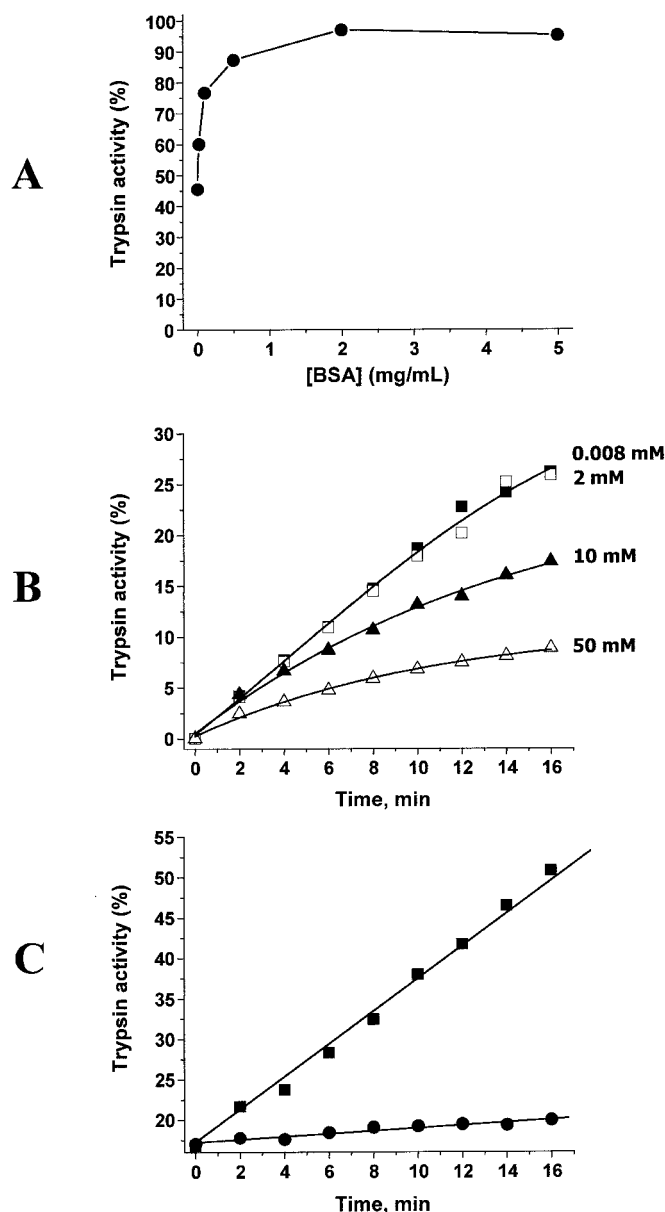 A
Trypsin activity (%)
100
90
80
70
60
50
40
30
20
10
0
0 1 2 3 4 5
[BSA] (mg/mL)
B
Trypsin activity (%)
30
25
20
15
10
5
0
0.008 mM
2 mM
10 mM
50 mM
0 2 4 6 8 10 12 14 16
Time, min
C
Trypsin activity (%)
50
45
40
35
30
25
20
0 2 4 6 8 10 12 14 16
Time, min